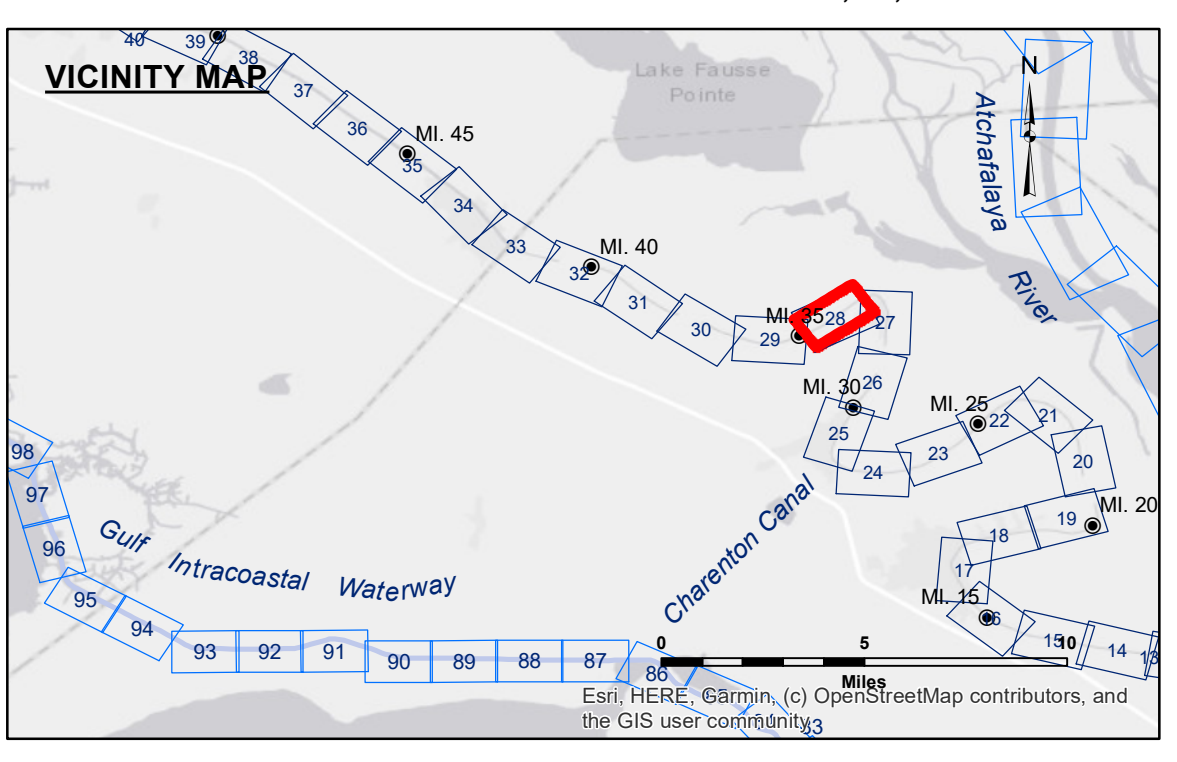 40
39
38
VICINITY MAP
37
36
MI. 45
35
34
33
MI. 40
32
31
30
29
MI. 35
28
27
Lake Fausse
Pointe
N
Atchafalaya
River
26
MI. 30
25
24
23
MI. 25
22
21
20
MI. 20
19
18
17
MI. 15
16
15
14
13
Charenton Canal
98
97
96
95
94
93
92
91
90
89
88
87
86
83
Gulf Intracoastal Waterway
0 5 10
Miles
Esri, HERE, Garmin, (c) OpenStreetMap contributors, and
the GIS user community